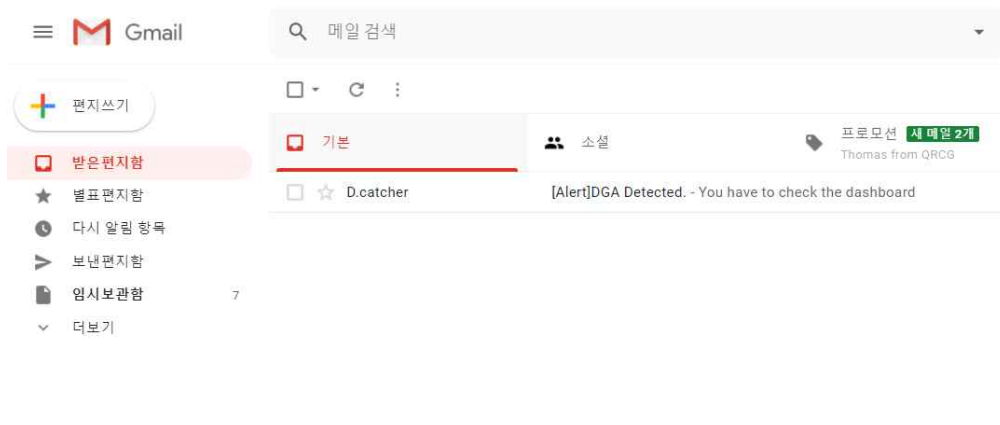 Gmail
메일 검색
편지쓰기
받은편지함
별표편지함
다시 알림 항목
보낸편지함
임시보관함 7
더보기
기본
소셜
프로모션 새 메일 2개
Thomas from QRCG
D.catcher [Alert]DGA Detected. - You have to check the dashboard